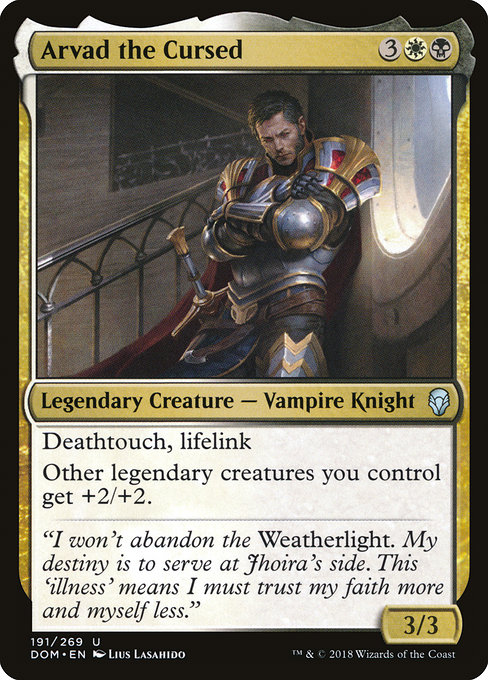 Arvad the Cursed 3
Legendary Creature — Vampire Knight
Deathtouch, lifelink
Other legendary creatures you control
get +2/+2.
“I won’t abandon the Weatherlight. My
destiny is to serve at Jhoira’s side. This
‘illness’ means I must trust my faith more
and myself less.”
3/3
191/269 U
DOM • EN Lius Lasahido
™ & © 2018 Wizards of the Coast